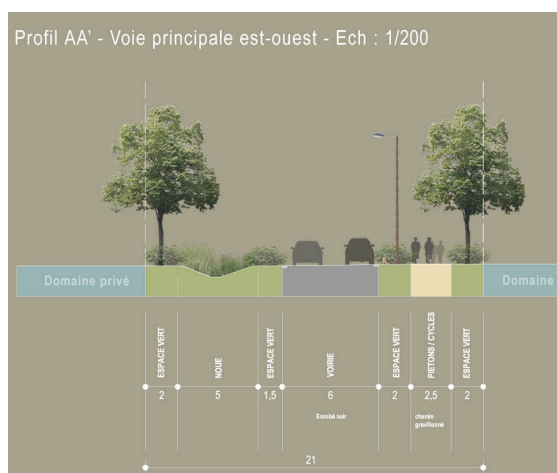 Profil AA' - Voie principale est-ouest - Ech : 1/200
Domaine privé
Domaine
ESPACE VERT
NOUE
ESPACE VERT
VOIRIE
ESPACE VERT
PIETONS / CYCLES
ESPACE VERT
2
5
1,5
6
2
2,5
2
Enrobé noir
chemin
gravillonné
21